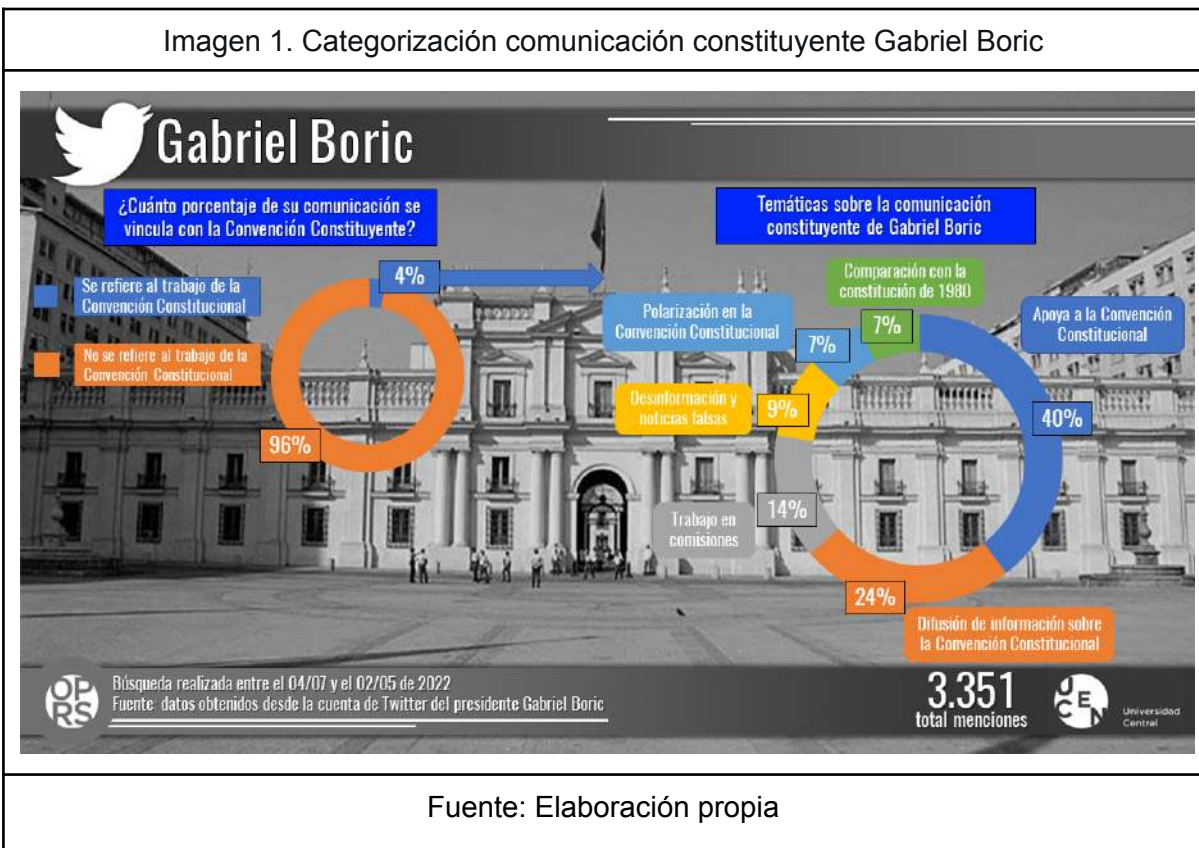 Imagen 1. Categorización comunicación constituyente Gabriel Boric
Gabriel Boric
¿Cuánto porcentaje de su comunicación se
vincula con la Convención Constituyente?
Se refiere al trabajo de la
Convención Constitucional
No se refiere al trabajo de la
Convención Constitucional
4%
96%
Temáticas sobre la comunicación
constituyente de Gabriel Boric
Comparación con la
constitución de 1980
7%
Polarización en la
Convención Constitucional
7%
Apoya a la Convención
Constitucional
40%
Desinformación y
noticias falsas
9%
Trabajo en
comisiones
14%
24%
Difusión de información sobre
la Convención Constitucional
OP
RS
Búsqueda realizada entre el 04/07 y el 02/05 de 2022
Fuente: datos obtenidos desde la cuenta de Twitter del presidente Gabriel Boric
3.351
total menciones
UCEN
Universidad
Central
Fuente: Elaboración propia